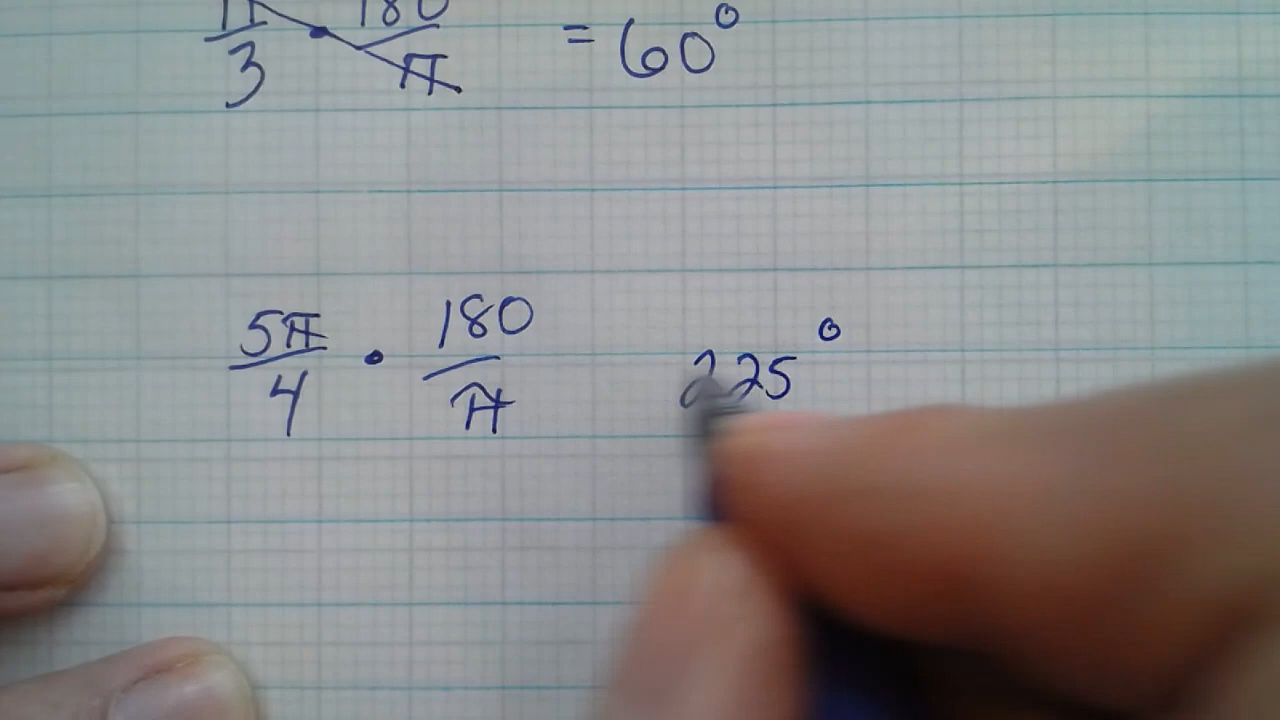 π/3 · 180/π = 60°
5π/4 · 180/π 225°